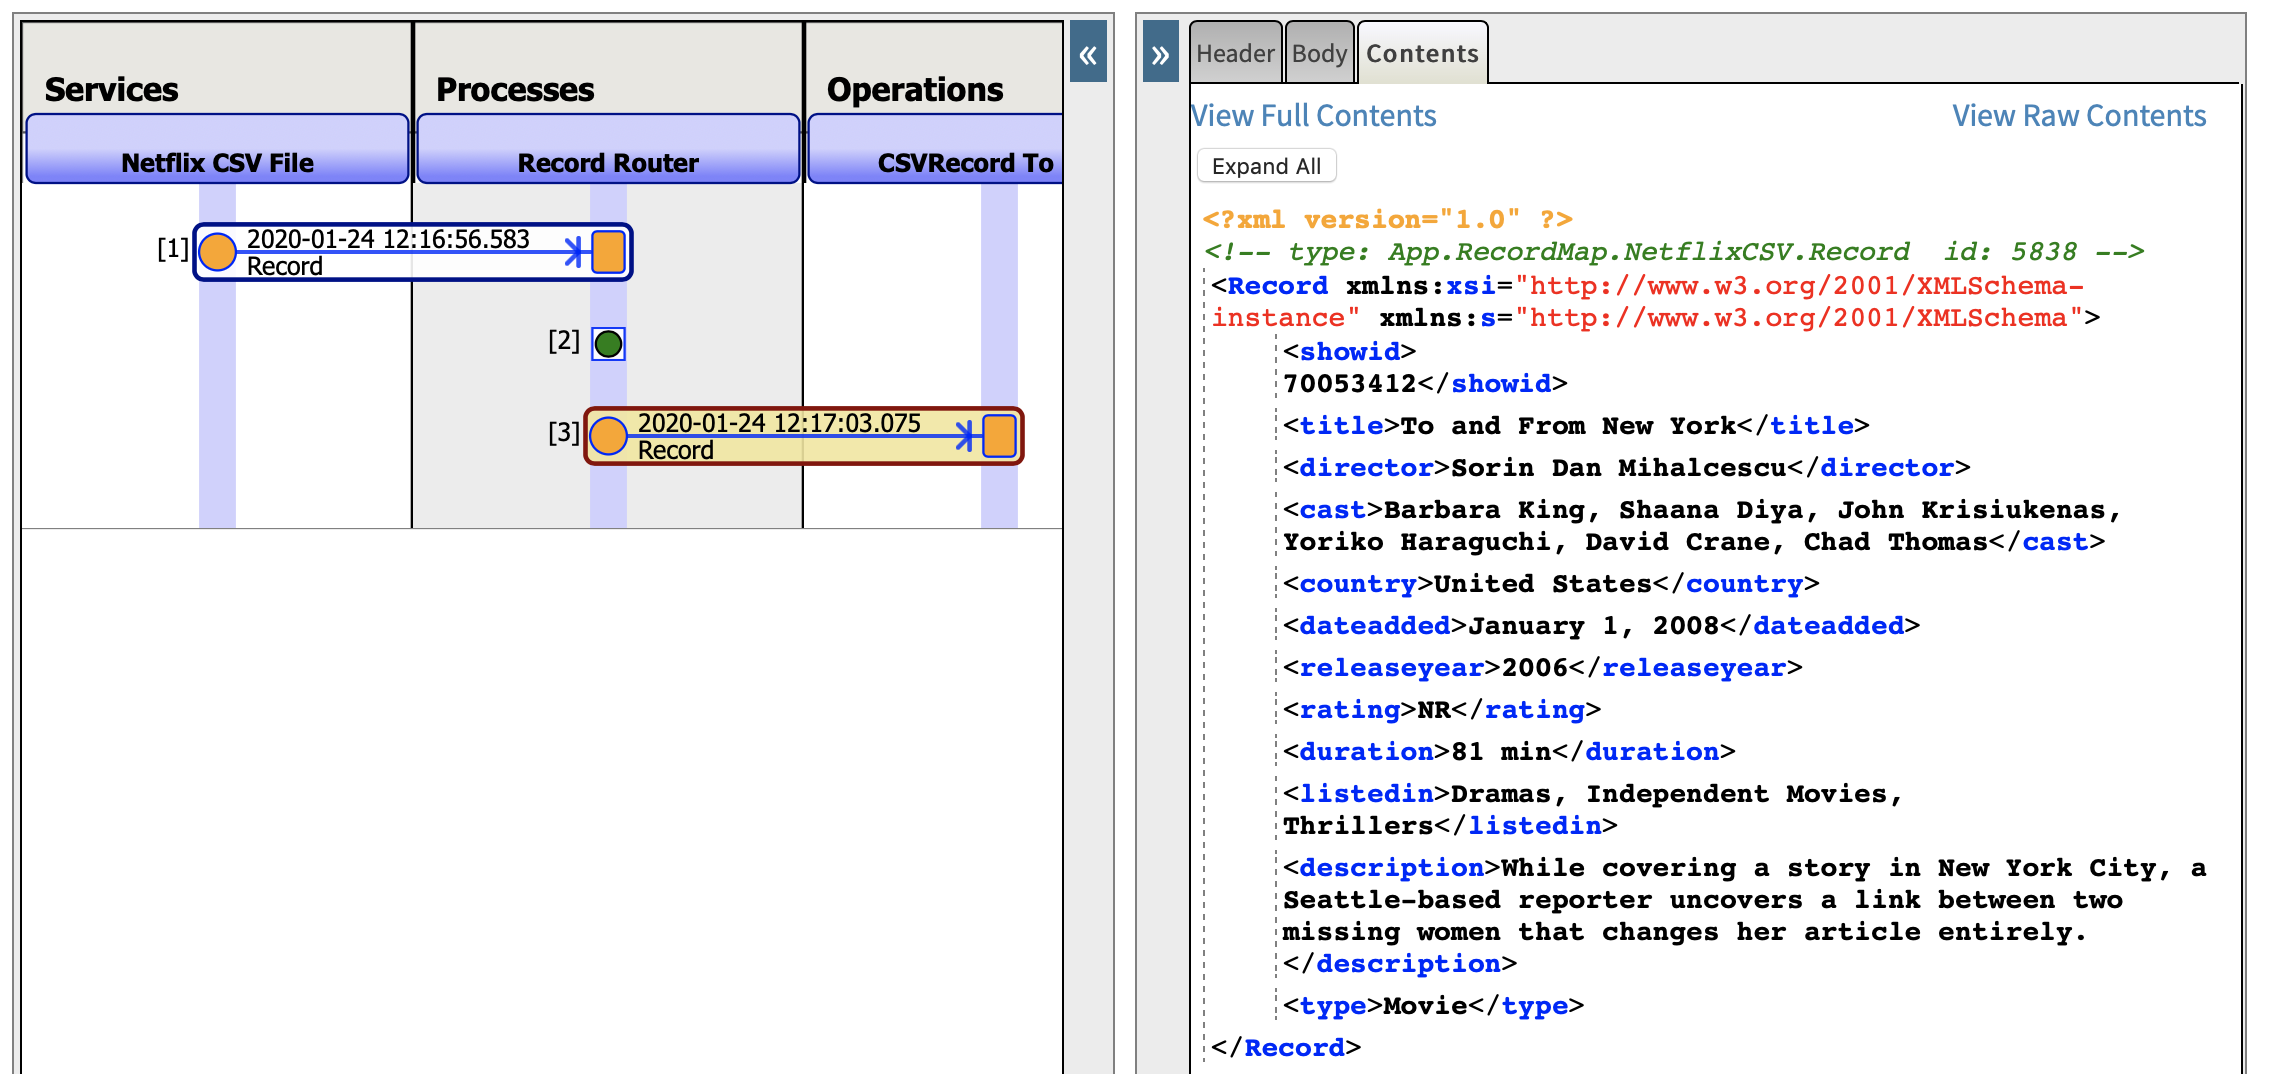 Services
Processes
Operations
Netflix CSV File
Record Router
CSVRecord To
[1]
2020-01-24 12:16:56.583
Record
[2]
[3]
2020-01-24 12:17:03.075
Record
«
»
Header
Body
Contents
View Full Contents
View Raw Contents
Expand All
<?xml version="1.0" ?>
<!-- type: App.RecordMap.NetflixCSV.Record  id: 5838 -->
<Record xmlns:xsi="http://www.w3.org/2001/XMLSchema-
instance" xmlns:s="http://www.w3.org/2001/XMLSchema">
<showid>
70053412</showid>
<title>To and From New York</title>
<director>Sorin Dan Mihalcescu</director>
<cast>Barbara King, Shaana Diya, John Krisiukenas,
Yoriko Haraguchi, David Crane, Chad Thomas</cast>
<country>United States</country>
<dateadded>January 1, 2008</dateadded>
<releaseyear>2006</releaseyear>
<rating>NR</rating>
<duration>81 min</duration>
<listedin>Dramas, Independent Movies,
Thrillers</listedin>
<description>While covering a story in New York City, a
Seattle-based reporter uncovers a link between two
missing women that changes her article entirely.
</description>
<type>Movie</type>
</Record>